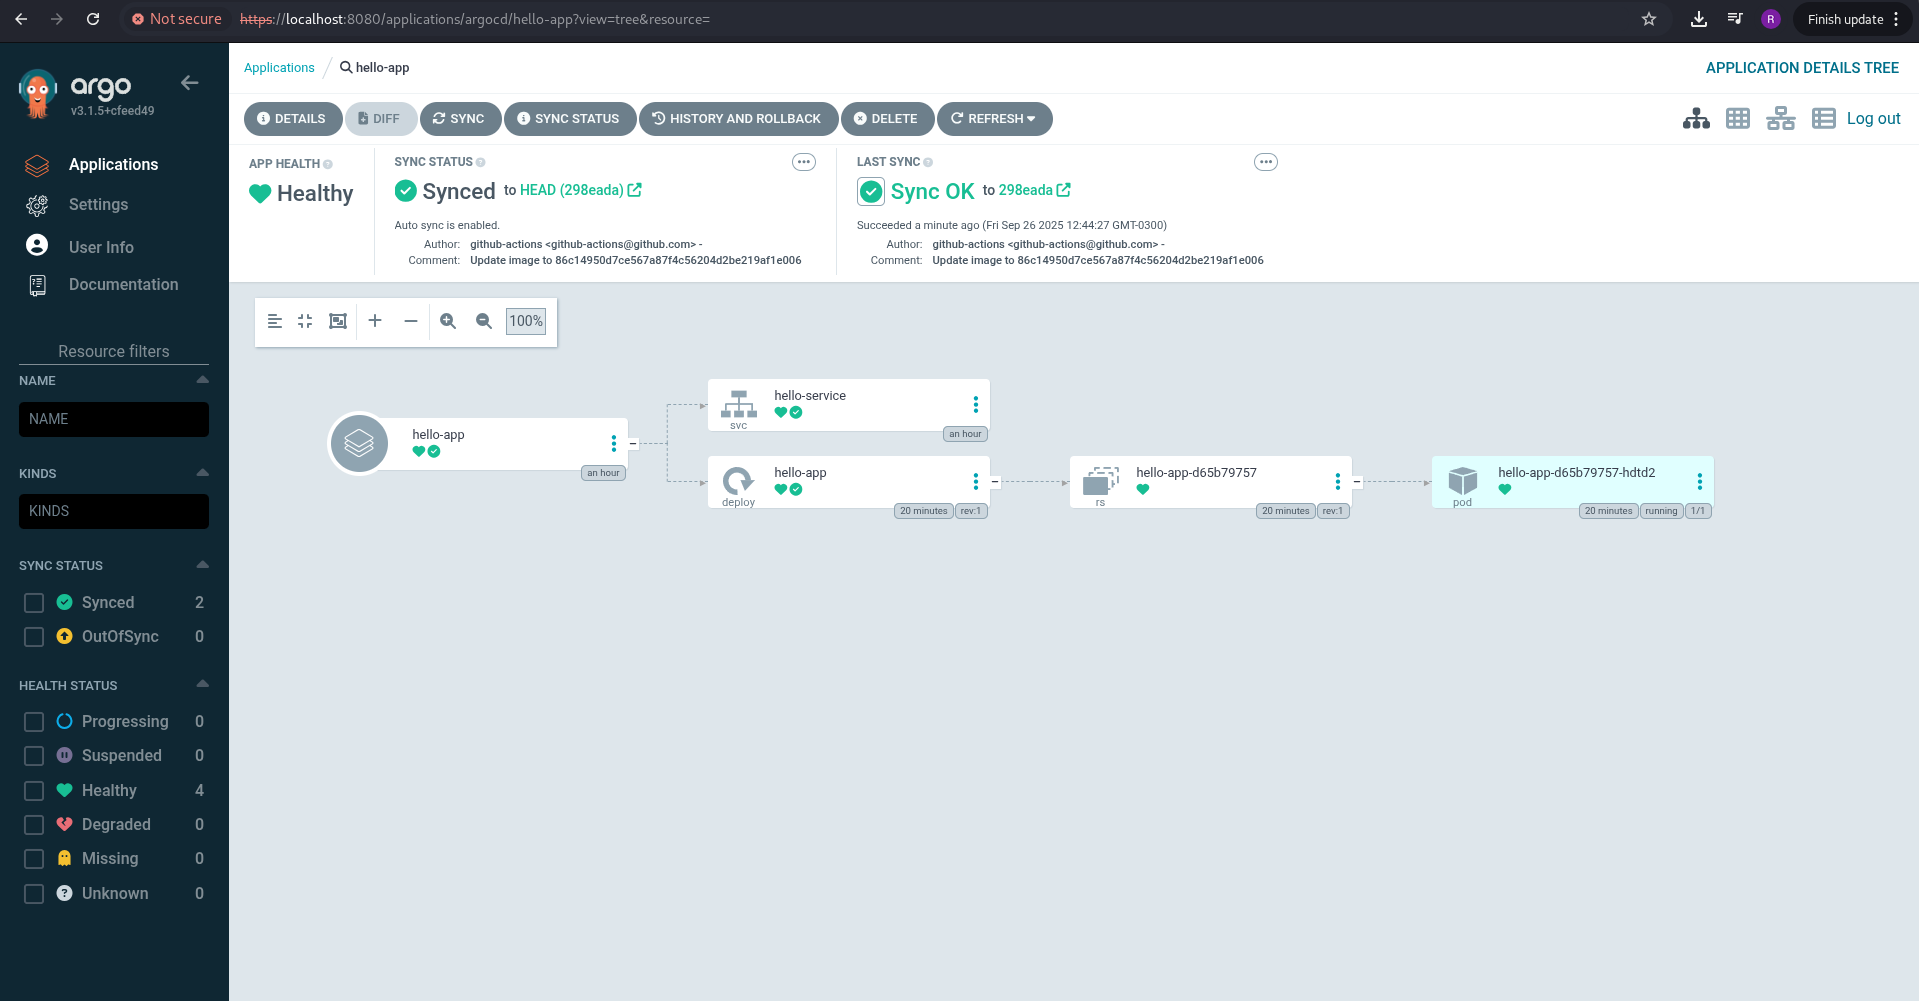 Not secure https://localhost:8080/applications/argocd/hello-app?view=tree&resource= R Finish update
argo
v3.1.5+cfeed49
Applications
Settings
User Info
Documentation
Resource filters
NAME
NAME
KINDS
KINDS
SYNC STATUS
Synced 2
OutOfSync 0
HEALTH STATUS
Progressing 0
Suspended 0
Healthy 4
Degraded 0
Missing 0
Unknown 0
Applications / hello-app APPLICATION DETAILS TREE
DETAILS DIFF SYNC SYNC STATUS HISTORY AND ROLLBACK DELETE REFRESH Log out
APP HEALTH
Healthy
SYNC STATUS
Synced to HEAD (298eada)
Auto sync is enabled.
Author: github-actions <github-actions@github.com> -
Comment: Update image to 86c14950d7ce567a87f4c56204d2be219af1e006
LAST SYNC
Sync OK to 298eada
Succeeded a minute ago (Fri Sep 26 2025 12:44:27 GMT-0300)
Author: github-actions <github-actions@github.com> -
Comment: Update image to 86c14950d7ce567a87f4c56204d2be219af1e006
100%
hello-app
an hour
hello-service
svc
an hour
hello-app
deploy
20 minutes rev:1
hello-app-d65b79757
rs
20 minutes rev:1
hello-app-d65b79757-hdtd2
pod
20 minutes running 1/1